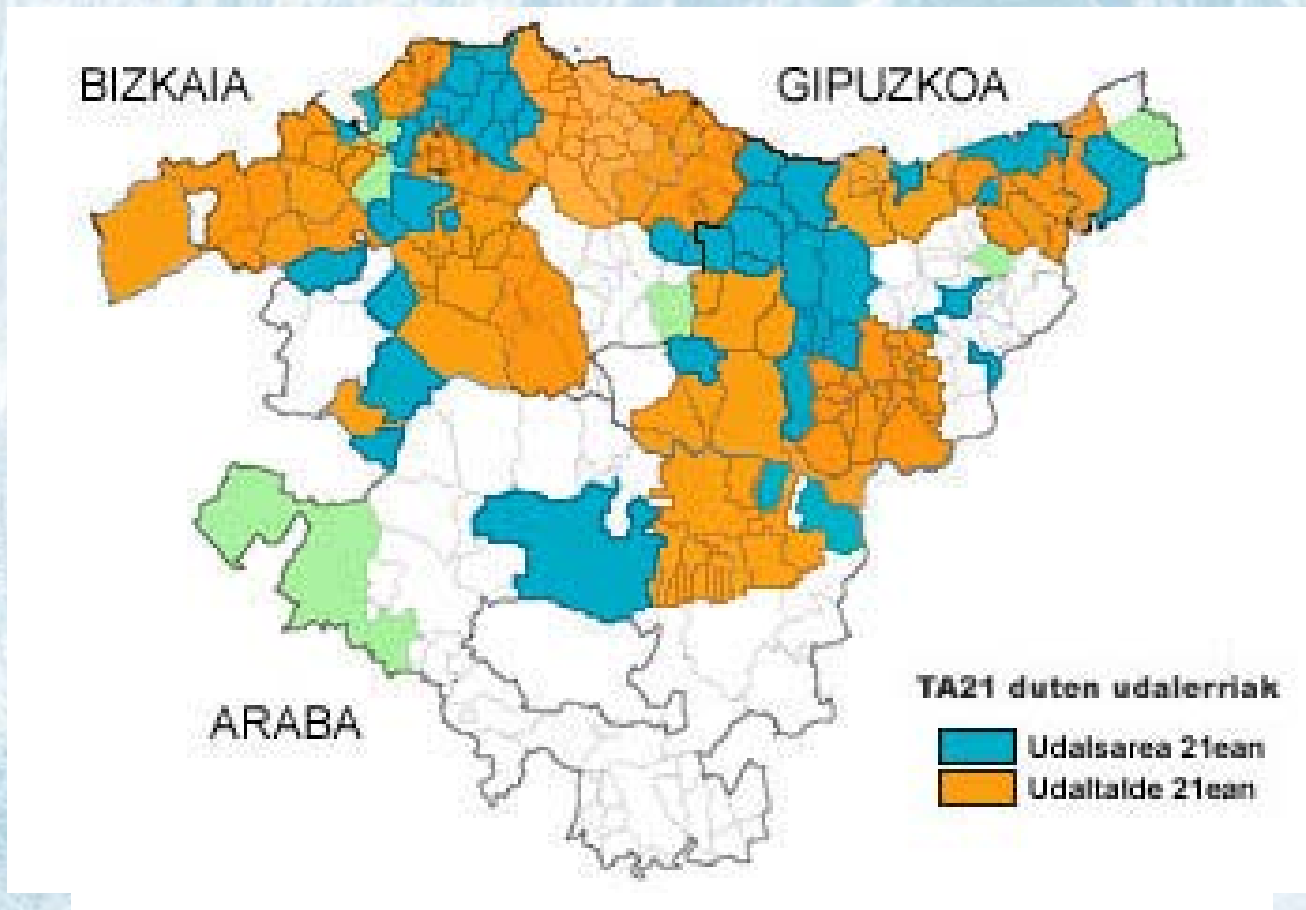 BIZKAIA
GIPUZKOA
ARABA
TA21 duten udalerriak
Udalsarea 21ean
Udaltalde 21ean